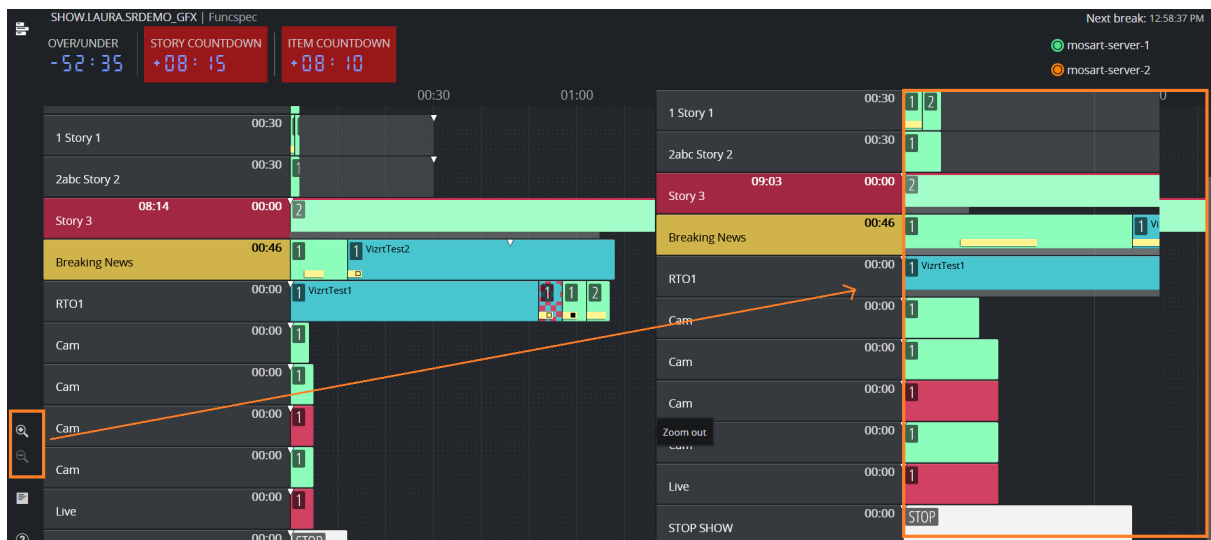 SHOW.LAURA.SRDEMO_GFX | Funcspec
Next break: 12:58:37 PM
OVER/UNDER
-52:35
STORY COUNTDOWN
+08:15
ITEM COUNTDOWN
+08:10
mosart-server-1
mosart-server-2
00:30 01:00
1 Story 1 00:30
2abc Story 2 00:30 1
Story 3 08:14 00:00 2
Breaking News 00:46 1 1 VizrtTest2
RTO1 00:00 1 VizrtTest1 1 1 2
Cam 00:00 1
Cam 00:00 1
Cam 00:00 1
Cam 00:00 1
Live 00:00 1
00:00 STOP
0
1 Story 1 00:30 1 2
2abc Story 2 00:30 1
Story 3 09:03 00:00 2
Breaking News 00:46 1 1 Vi
RTO1 00:00 1 VizrtTest1
Cam 00:00 1
Cam 00:00 1
Cam 00:00 1
Zoom out
Cam 00:00 1
Live 00:00 1
STOP SHOW 00:00 STOP